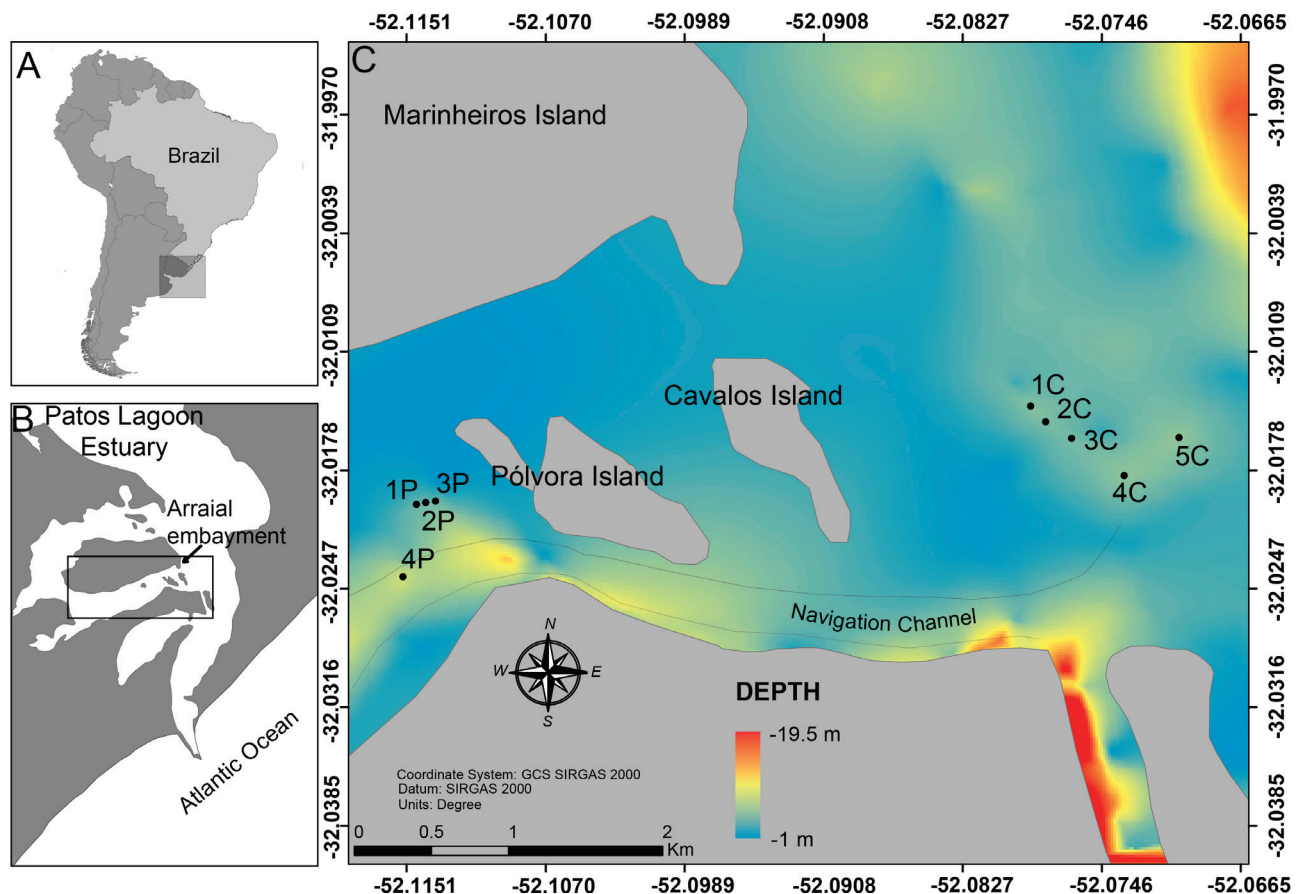 -52.1151 -52.1070 -52.0989 -52.0908 -52.0827 -52.0746 -52.0665
A
Brazil
B
Patos Lagoon
Estuary
Arraial
embayment
Atlantic Ocean
C
Marinheiros Island
Cavalos Island
Pólvora Island
1C
2C
3C
4C
5C
1P
3P
2P
4P
Navigation Channel
N
W
E
S
DEPTH
-19.5 m
-1 m
Coordinate System: GCS SIRGAS 2000
Datum: SIRGAS 2000
Units: Degree
0 0.5 1 2
Km
-31.9970
-32.0039
-32.0109
-32.0178
-32.0247
-32.0316
-32.0385
-31.9970
-32.0039
-32.0109
-32.0178
-32.0247
-32.0316
-32.0385
-52.1151 -52.1070 -52.0989 -52.0908 -52.0827 -52.0746 -52.0665